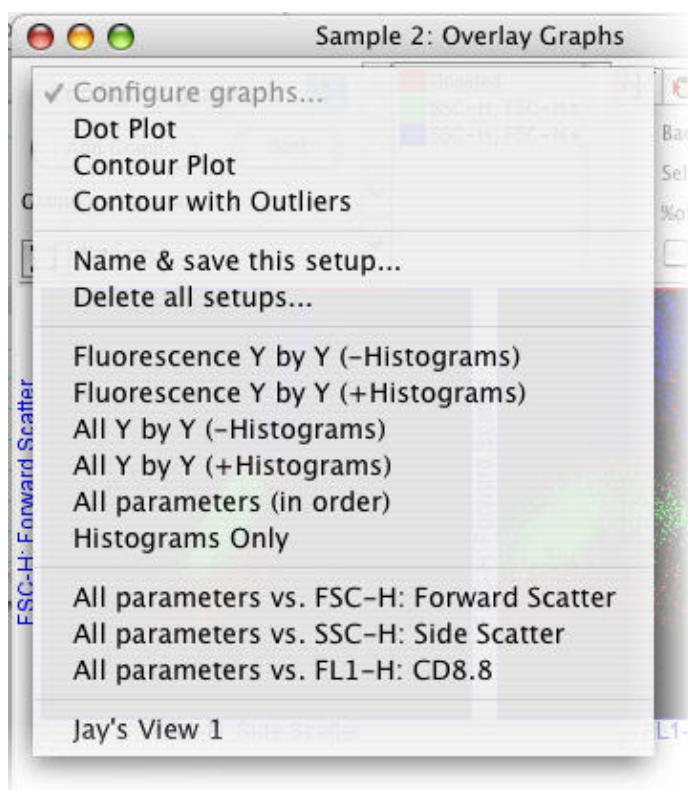 Sample 2: Overlay Graphs
✓ Configure graphs...
Dot Plot
Contour Plot
Contour with Outliers
Name & save this setup...
Delete all setups...
Fluorescence Y by Y (-Histograms)
Fluorescence Y by Y (+Histograms)
All Y by Y (-Histograms)
All Y by Y (+Histograms)
All parameters (in order)
Histograms Only
All parameters vs. FSC-H: Forward Scatter
All parameters vs. SSC-H: Side Scatter
All parameters vs. FL1-H: CD8.8
Jay's View 1
FSC-H: Forward Scatter
Side Scatter
Ungated